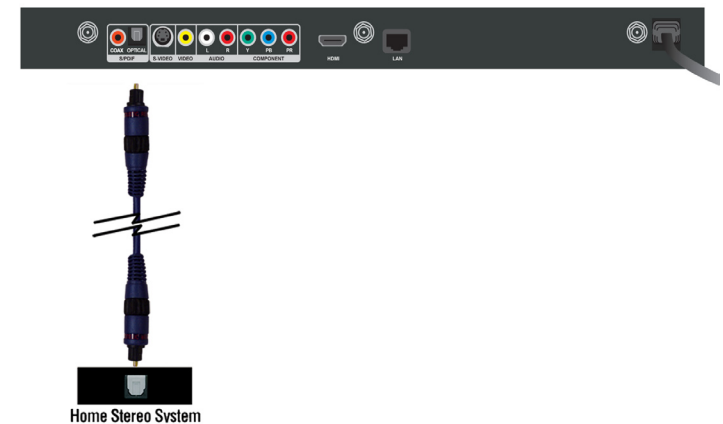 COAX OPTICAL
S/PDIF S-VIDEO VIDEO L AUDIO R Y PB COMPONENT PR HDMI LAN
Home Stereo System